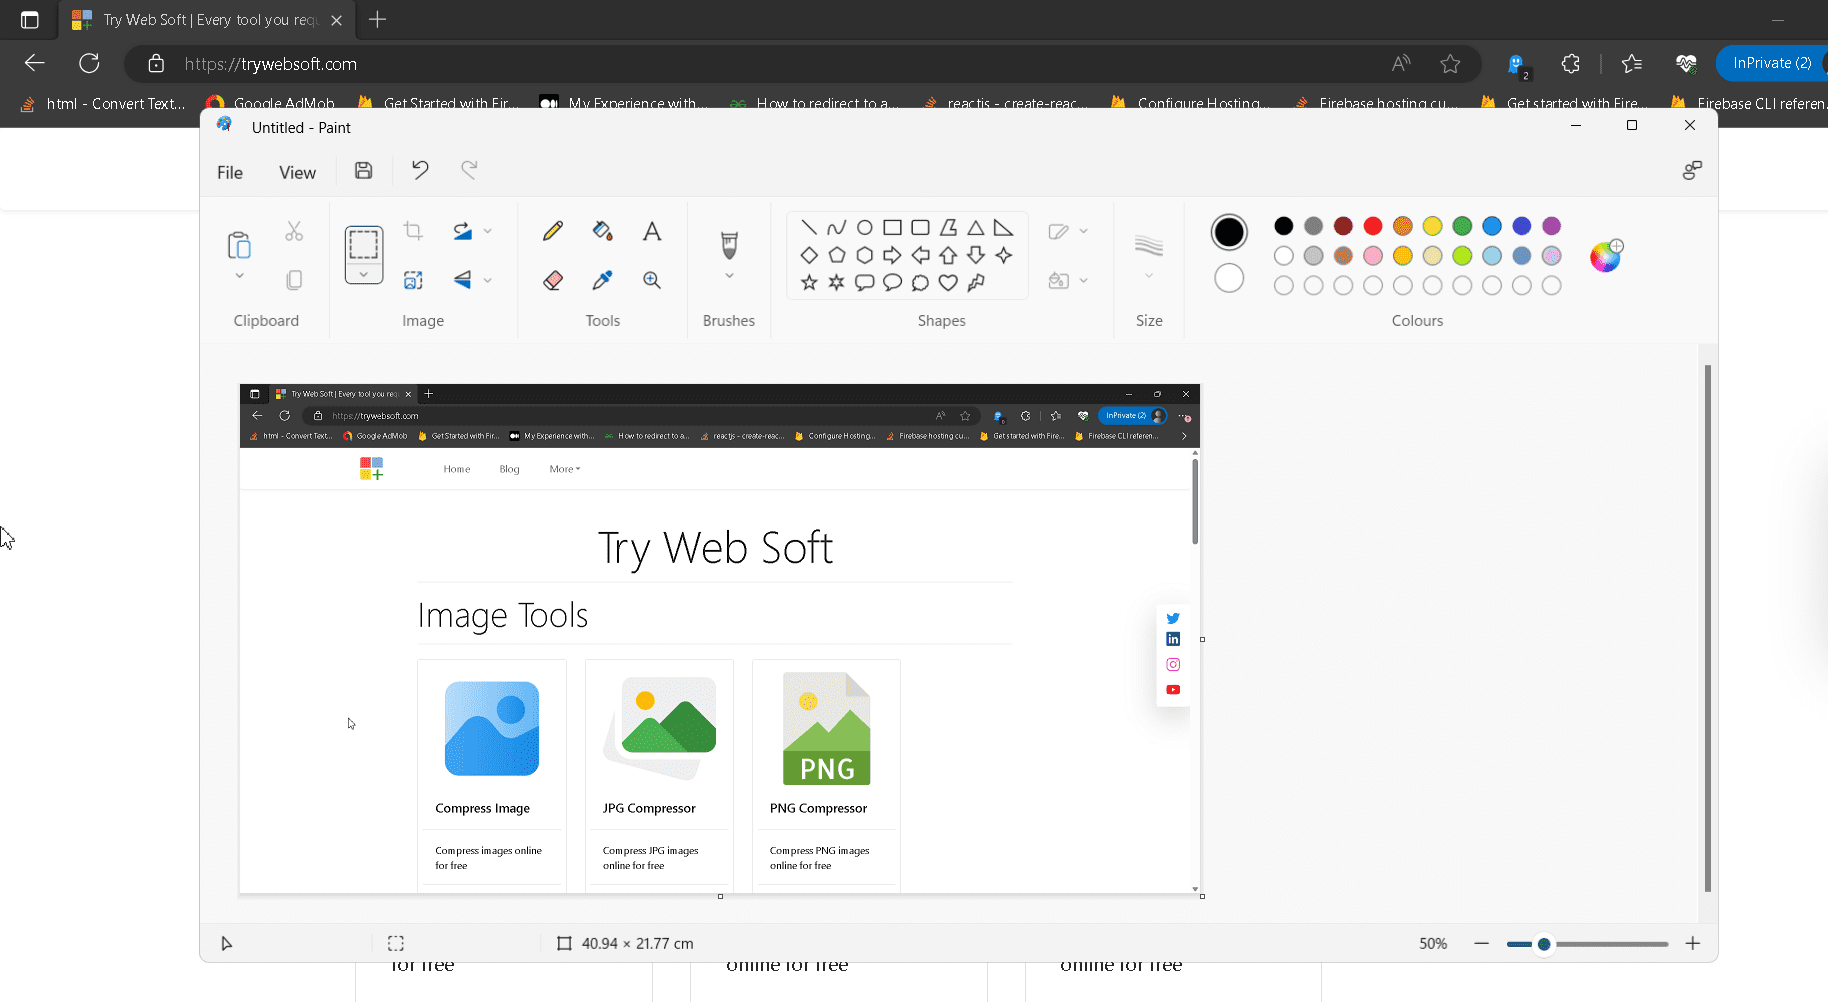 Try Web Soft | Every tool you requ
https://trywebsoft.com
2
InPrivate (2)
html - Convert Text... Google AdMob Get Started with Fir... My Experience with... How to redirect to a... reactjs - create-reac... Configure Hosting... Firebase hosting cu... Get started with Fire... Firebase CLI referen.
Untitled - Paint
File View
Clipboard Image Tools Brushes Shapes Size Colours
Try Web Soft | Every tool you requ
https://trywebsoft.com InPrivate (2)
html - Convert Text... Google AdMob Get Started with Fir... My Experience with... How to redirect to a... reactjs - create-reac... Configure Hosting... Firebase hosting cu... Get started with Fire... Firebase CLI referen...
Home Blog More
Try Web Soft
Image Tools
in
PNG
Compress Image JPG Compressor PNG Compressor
Compress images online Compress JPG images Compress PNG images
for free online for free online for free
40.94 × 21.77 cm 50%
for free online for free online for free